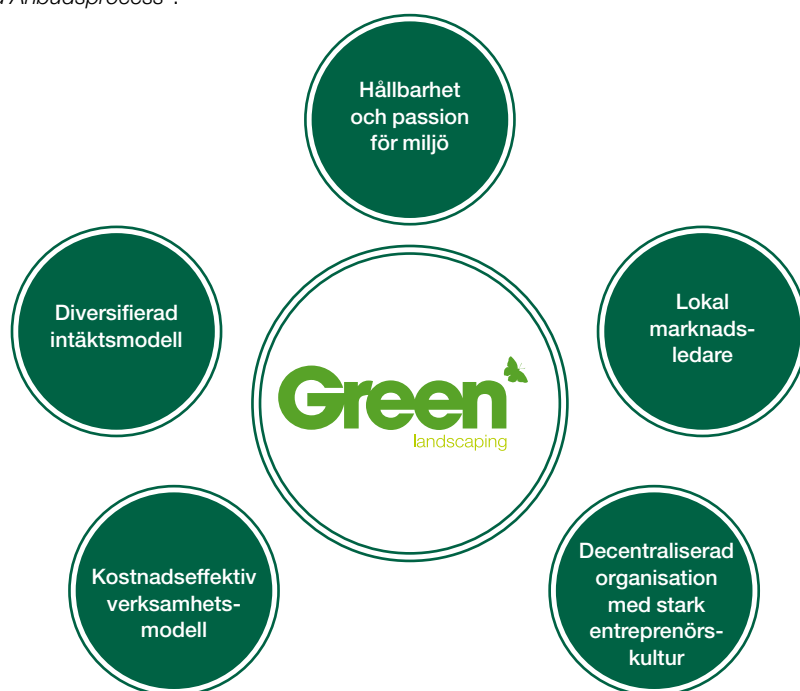 Anbudsprocess".
Hållbarhet
och passion
för miljö
Diversifierad
intäktsmodell
Lokal
marknads-
ledare
Green
landscaping
Kostnadseffektiv
verksamhets-
modell
Decentraliserad
organisation
med stark
entreprenörs-
kultur